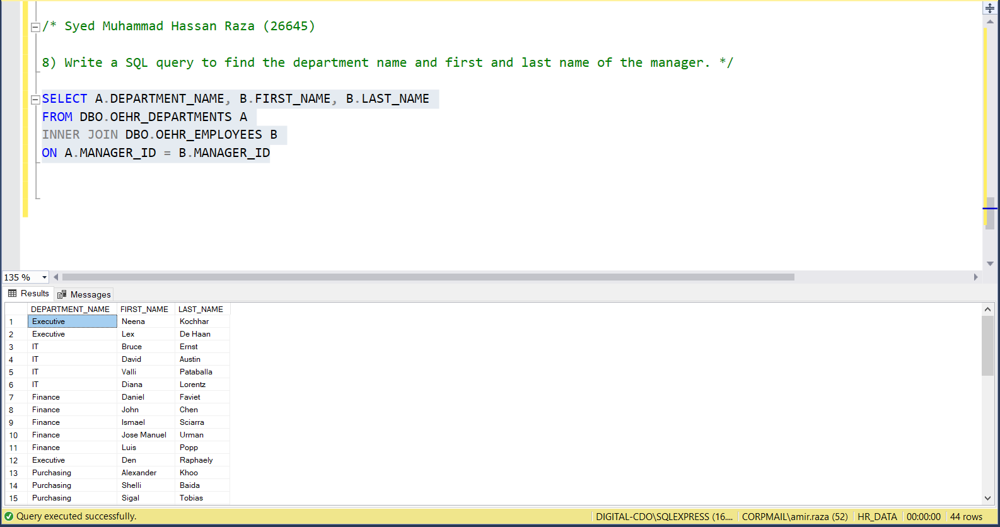 /* Syed Muhammad Hassan Raza (26645)
8) Write a SQL query to find the department name and first and last name of the manager. */
SELECT A.DEPARTMENT_NAME, B.FIRST_NAME, B.LAST_NAME
FROM DBO.OEHR_DEPARTMENTS A
INNER JOIN DBO.OEHR_EMPLOYEES B
ON A.MANAGER_ID = B.MANAGER_ID
135 %
Results Messages
DEPARTMENT_NAME FIRST_NAME LAST_NAME
1 Executive Neena Kochhar
2 Executive Lex De Haan
3 IT Bruce Ernst
4 IT David Austin
5 IT Valli Pataballa
6 IT Diana Lorentz
7 Finance Daniel Faviet
8 Finance John Chen
9 Finance Ismael Sciarra
10 Finance Jose Manuel Urman
11 Finance Luis Popp
12 Executive Den Raphaely
13 Purchasing Alexander Khoo
14 Purchasing Shelli Baida
15 Purchasing Sigal Tobias
Query executed successfully. DIGITAL-CDO\SQLEXPRESS (16.... CORPMAIL\amir.raza (52) HR_DATA 00:00:00 44 rows